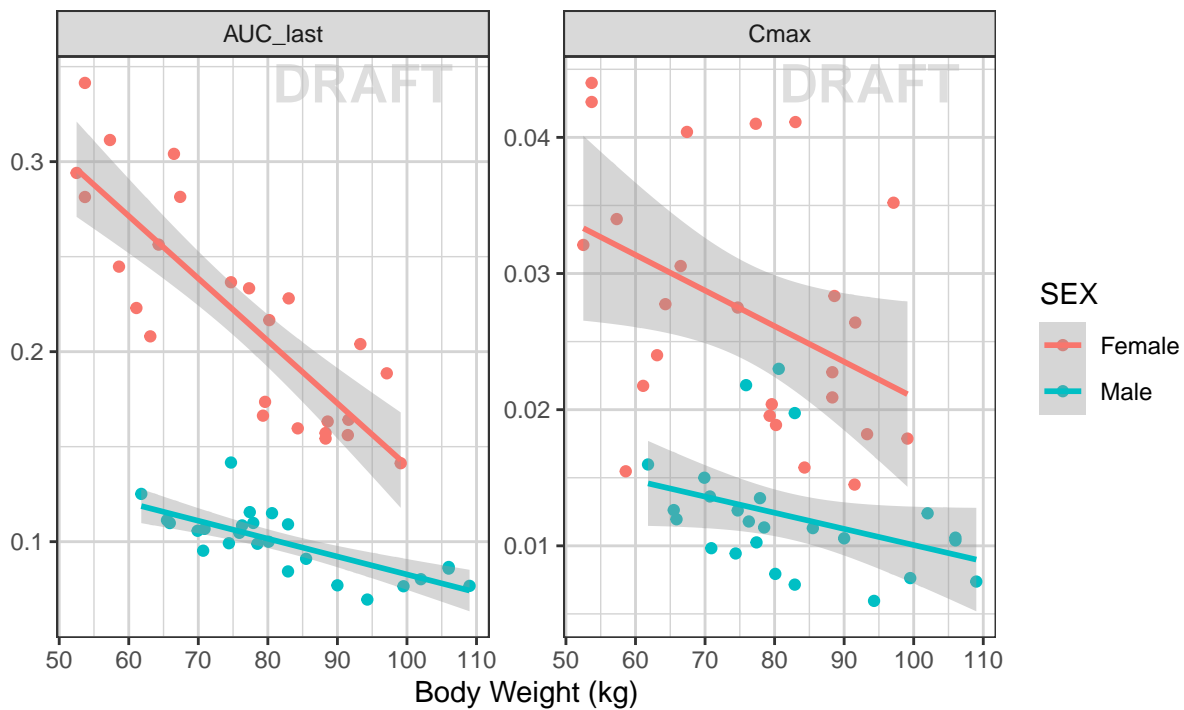 AUC_last
Cmax
DRAFT
DRAFT
0.3
0.2
0.1
0.04
0.03
0.02
0.01
50 60 70 80 90 100 110
50 60 70 80 90 100 110
Body Weight (kg)
SEX
Female
Male